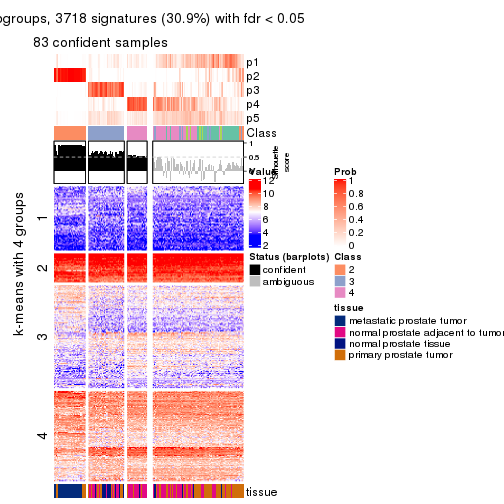 ogroups, 3718 signatures (30.9%) with fdr < 0.05
83 confident samples
p1
p2
p3
p4
p5
Class
1
0.5
0
Silhouette
score
k-means with 4 groups
1
2
3
4
tissue
Value
12
10
8
6
4
2
Prob
1
0.8
0.6
0.4
0.2
0
Status (barplots)
confident
ambiguous
Class
2
3
4
tissue
metastatic prostate tumor
normal prostate adjacent to tumor
normal prostate tissue
primary prostate tumor